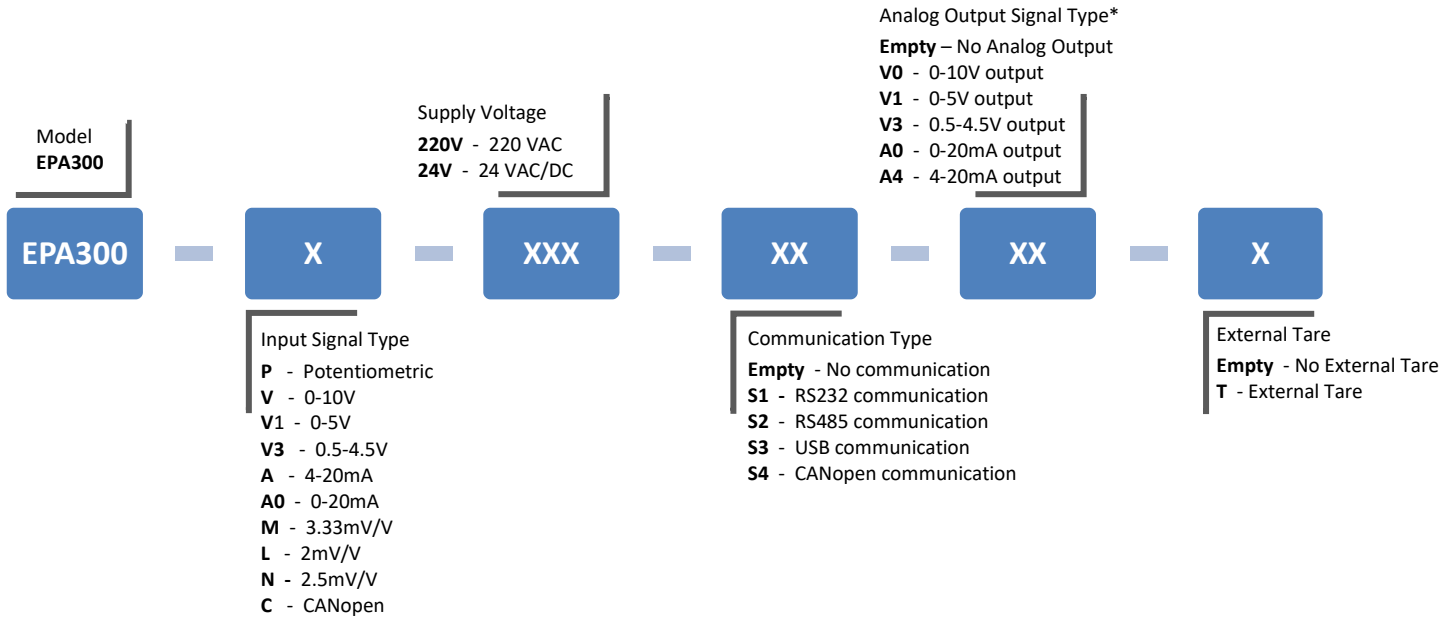 Analog Output Signal Type*
Empty – No Analog Output
V0 - 0-10V output
V1 - 0-5V output
V3 - 0.5-4.5V output
A0 - 0-20mA output
A4 - 4-20mA output
Supply Voltage
220V - 220 VAC
24V - 24 VAC/DC
Model
EPA300
EPA300
X
XXX
XX
XX
X
Input Signal Type
P - Potentiometric
V - 0-10V
V1 - 0-5V
V3 - 0.5-4.5V
A - 4-20mA
A0 - 0-20mA
M - 3.33mV/V
L - 2mV/V
N - 2.5mV/V
C - CANopen
Communication Type
Empty - No communication
S1 - RS232 communication
S2 - RS485 communication
S3 - USB communication
S4 - CANopen communication
External Tare
Empty - No External Tare
T - External Tare